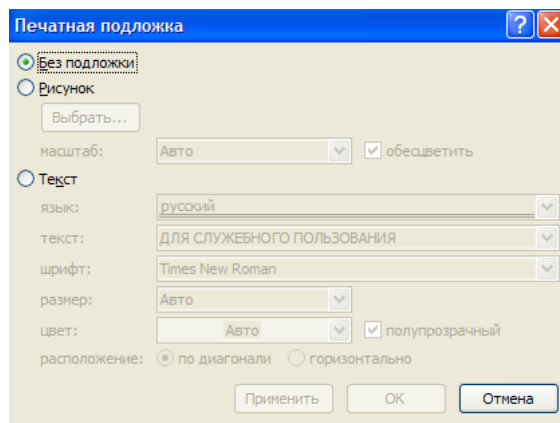 Печатная подложка
Без подложки
Рисунок
Выбрать...
масштаб: Авто обесцветить
Текст
язык: русский
текст: ДЛЯ СЛУЖЕБНОГО ПОЛЬЗОВАНИЯ
шрифт: Times New Roman
размер: Авто
цвет: Авто полупрозрачный
расположение: по диагонали горизонтально
Применить ОК Отмена